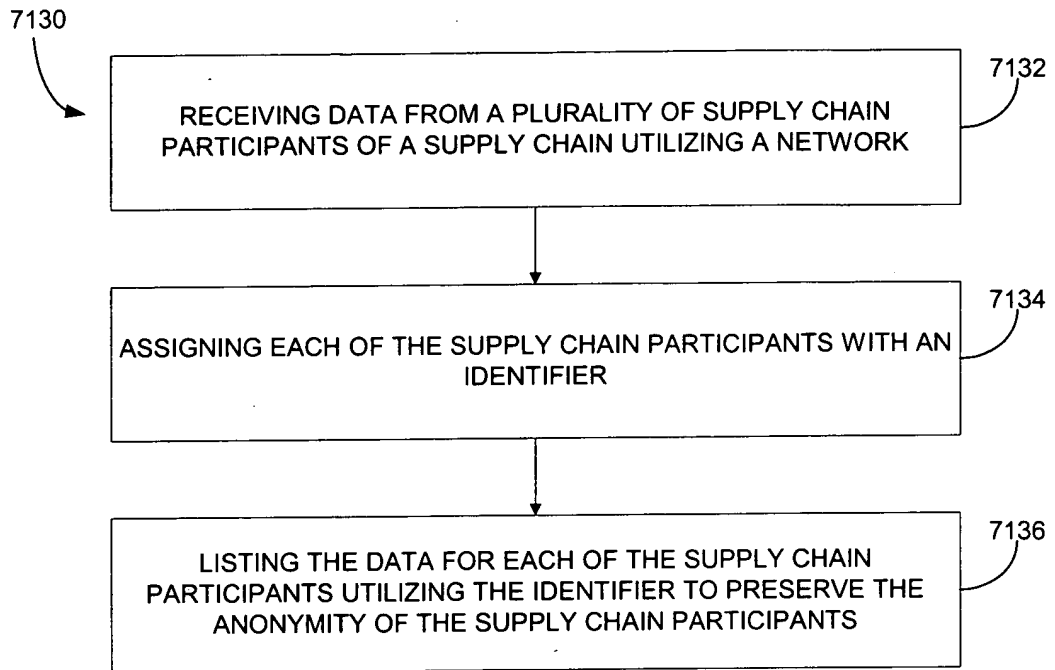 7130
7132
RECEIVING DATA FROM A PLURALITY OF SUPPLY CHAIN
PARTICIPANTS OF A SUPPLY CHAIN UTILIZING A NETWORK
7134
ASSIGNING EACH OF THE SUPPLY CHAIN PARTICIPANTS WITH AN
IDENTIFIER
7136
LISTING THE DATA FOR EACH OF THE SUPPLY CHAIN
PARTICIPANTS UTILIZING THE IDENTIFIER TO PRESERVE THE
ANONYMITY OF THE SUPPLY CHAIN PARTICIPANTS